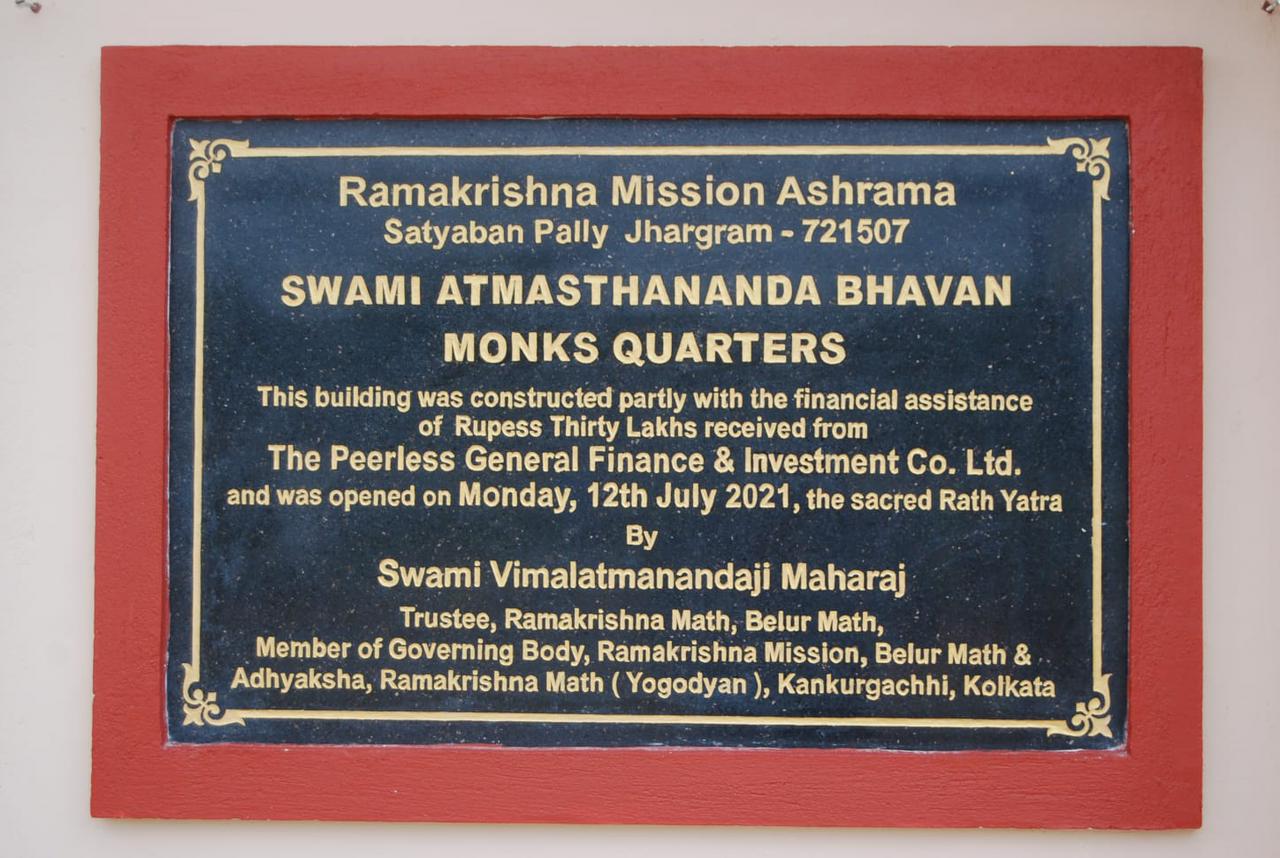 Ramakrishna Mission Ashrama
Satyaban Pally Jhargram - 721507
SWAMI ATMASTHANANDA BHAVAN
MONKS QUARTERS
This building was constructed partly with the financial assistance
of Rupess Thirty Lakhs received from
The Peerless General Finance & Investment Co. Ltd.
and was opened on Monday, 12th July 2021, the sacred Rath Yatra
By
Swami Vimalatmanandaji Maharaj
Trustee, Ramakrishna Math, Belur Math,
Member of Governing Body, Ramakrishna Mission, Belur Math &
Adhyaksha, Ramakrishna Math ( Yogodyan ), Kankurgachhi, Kolkata